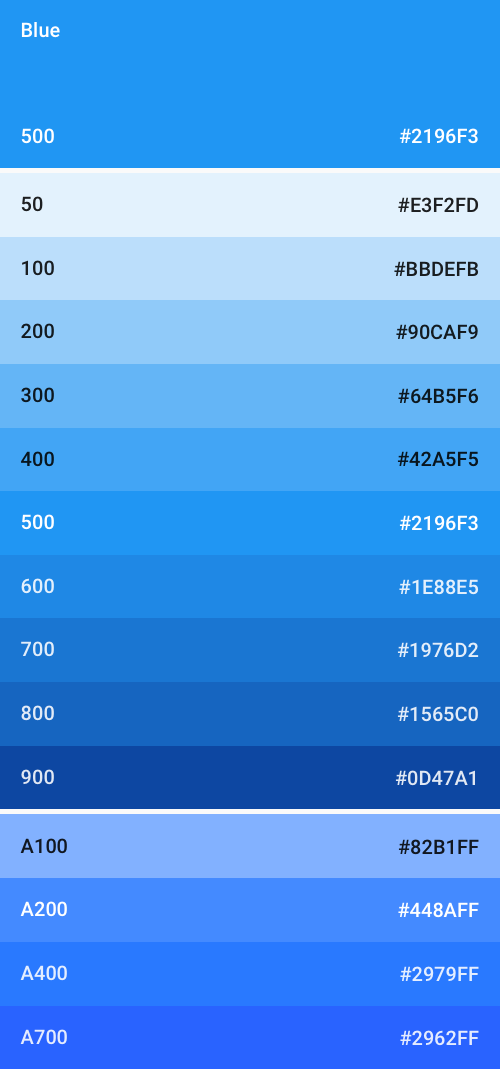 Blue
500 #2196F3
50 #E3F2FD
100 #BBDEFB
200 #90CAF9
300 #64B5F6
400 #42A5F5
500 #2196F3
600 #1E88E5
700 #1976D2
800 #1565C0
900 #0D47A1
A100 #82B1FF
A200 #448AFF
A400 #2979FF
A700 #2962FF